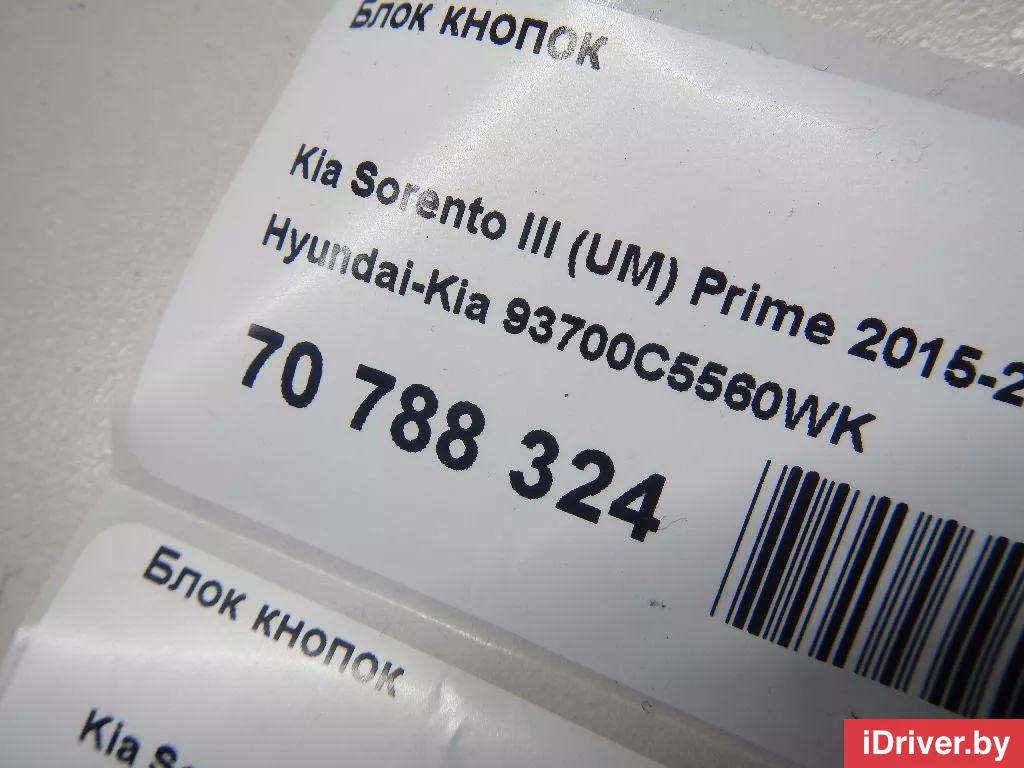 Блок кнопок
Kia Sorento III (UM) Prime 2015-2
Hyundai-Kia 93700C5560WK
70 788 324
Блок кнопок
Kia
iDriver.by